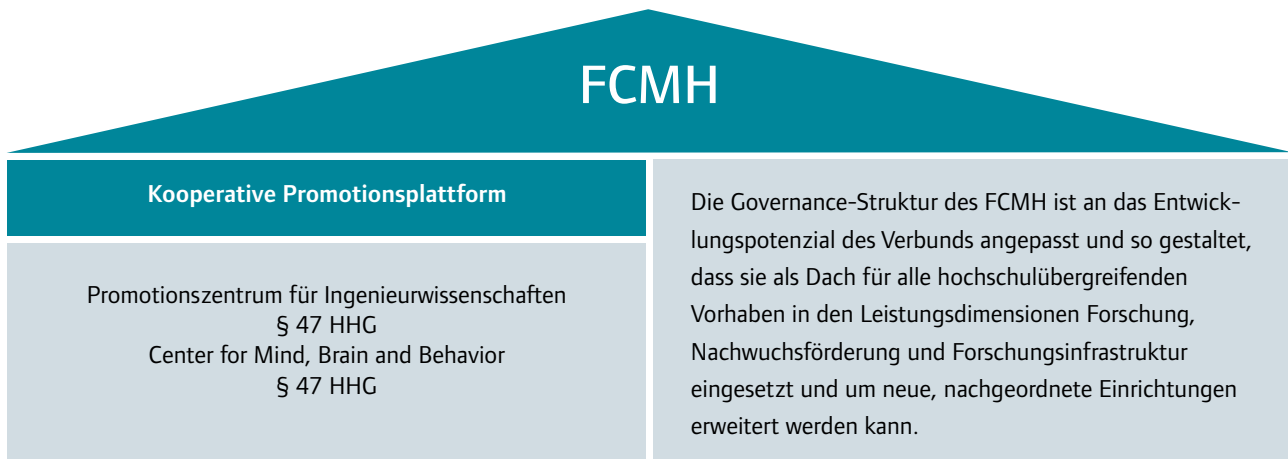 FCMH
Kooperative Promotionsplattform
Promotionszentrum für Ingenieurwissenschaften
§ 47 HHG
Center for Mind, Brain and Behavior
§ 47 HHG
Die Governance-Struktur des FCMH ist an das Entwick-
lungspotenzial des Verbunds angepasst und so gestaltet,
dass sie als Dach für alle hochschulübergreifenden
Vorhaben in den Leistungsdimensionen Forschung,
Nachwuchsförderung und Forschungsinfrastruktur
eingesetzt und um neue, nachgeordnete Einrichtungen
erweitert werden kann.